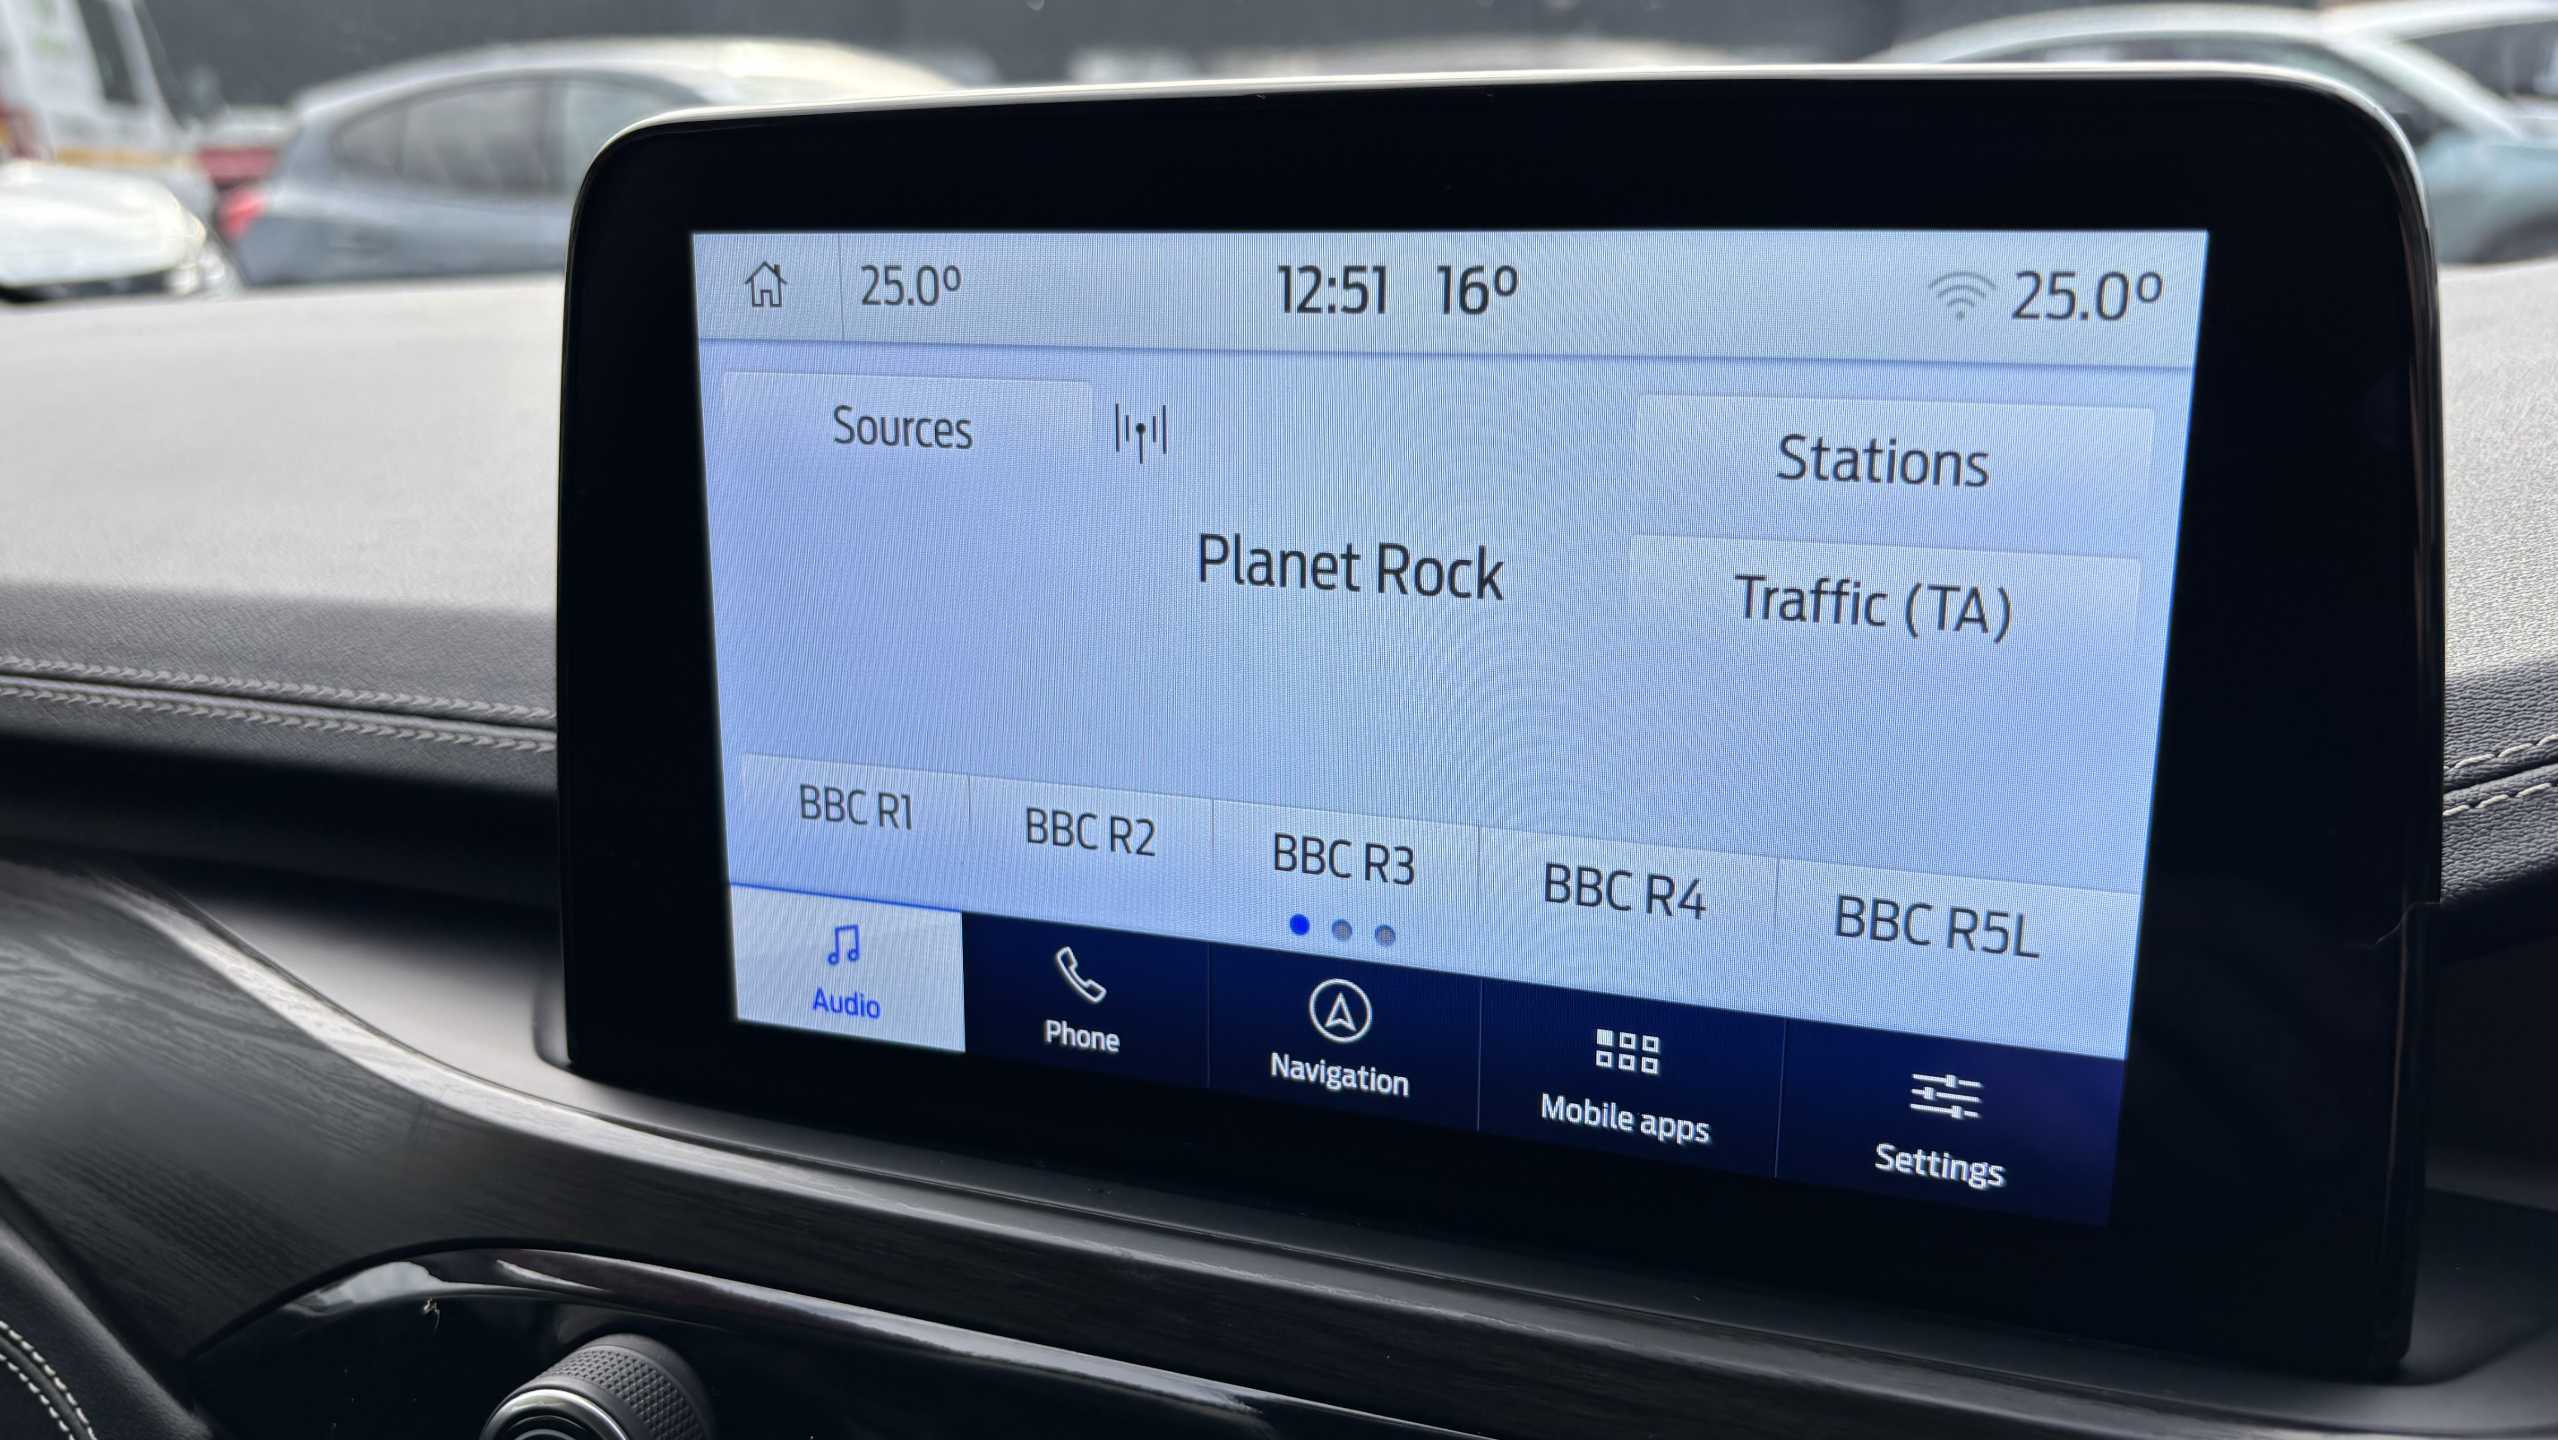 25.0° 12:51 16° 25.0°
Sources
Stations
Planet Rock
Traffic (TA)
BBC R1 BBC R2 BBC R3 BBC R4 BBC R5L
Audio Phone Navigation Mobile apps Settings